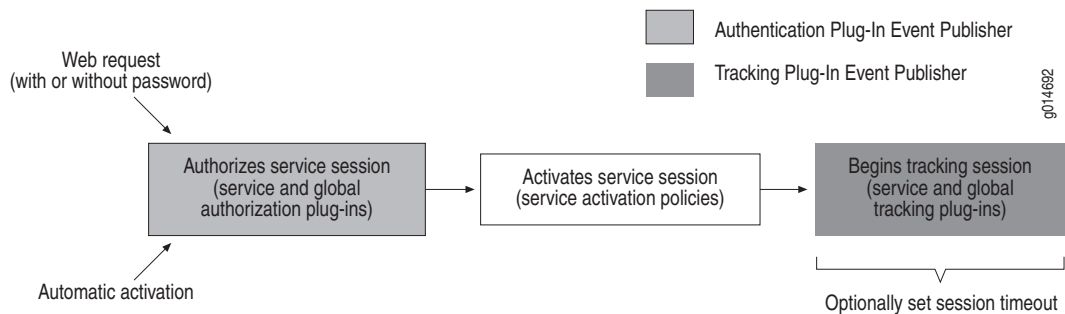 Authentication Plug-In Event Publisher
Tracking Plug-In Event Publisher
g014692
Web request
(with or without password)
Authorizes service session
(service and global
authorization plug-ins)
Activates service session
(service activation policies)
Begins tracking session
(service and global
tracking plug-ins)
Automatic activation
Optionally set session timeout